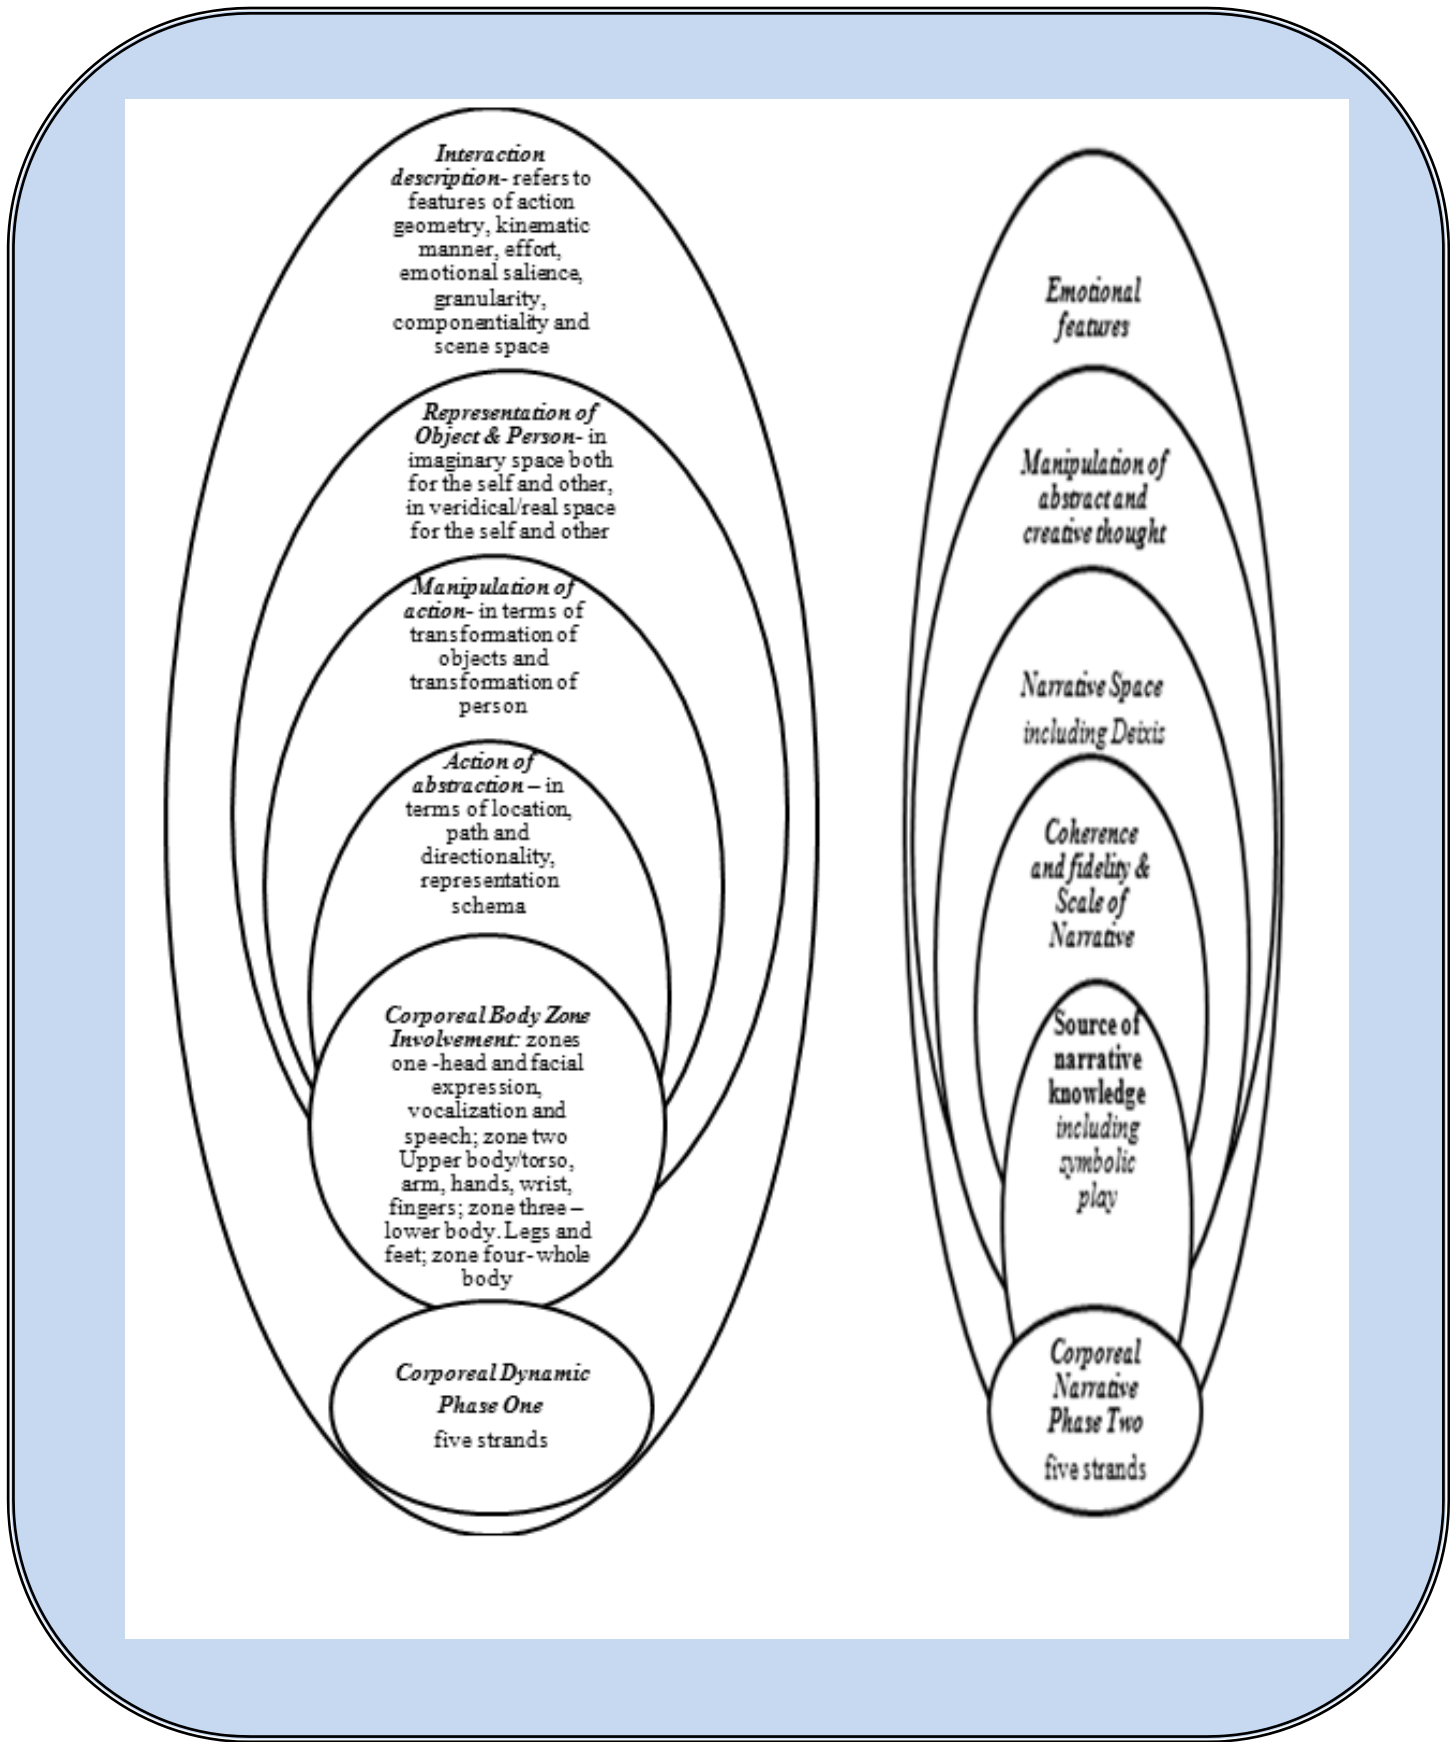 Interaction
description- refers to
features of action
geometry, kinematic
manner, effort,
emotional salience,
granularity,
componentiality and
scene space
Representation of
Object & Person- in
imaginary space both
for the self and other,
in veridical/real space
for the self and other
Manipulation of
action- in terms of
transformation of
objects and
transformation of
person
Action of
abstraction – in
terms of location,
path and
directionality,
representation
schema
Corporeal Body Zone
Involvement: zones
one -head and facial
expression,
vocalization and
speech; zone two
Upper body/torso,
arm, hands, wrist,
fingers; zone three –
lower body. Legs and
feet; zone four- whole
body
Corporeal Dynamic
Phase One
five strands
Emotional
features
Manipulation of
abstract and
creative thought
Narrative Space
including Deixis
Coherence
and fidelity &
Scale of
Narrative
Source of
narrative
knowledge
including
symbolic
play
Corporeal
Narrative
Phase Two
five strands